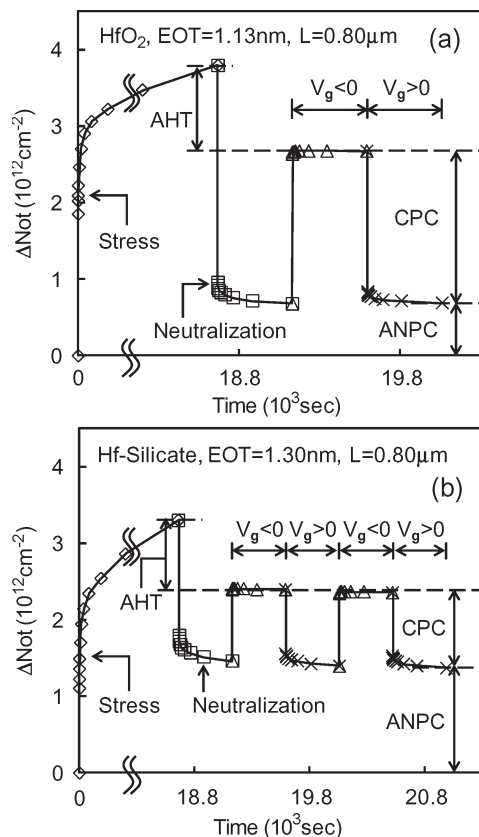 HfO2, EOT=1.13nm, L=0.80μm
(a)
4
3
2
1
0
ΔNot (10^12cm^-2)
Vg<0
Vg>0
AHT
Stress
CPC
Neutralization
ANPC
0
18.8
19.8
Time (10^3sec)
Hf-Silicate, EOT=1.30nm, L=0.80μm
(b)
4
3
2
1
0
ΔNot (10^12cm^-2)
Vg<0
Vg>0
Vg<0
Vg>0
AHT
CPC
Stress
Neutralization
ANPC
0
18.8
19.8
20.8
Time (10^3sec)